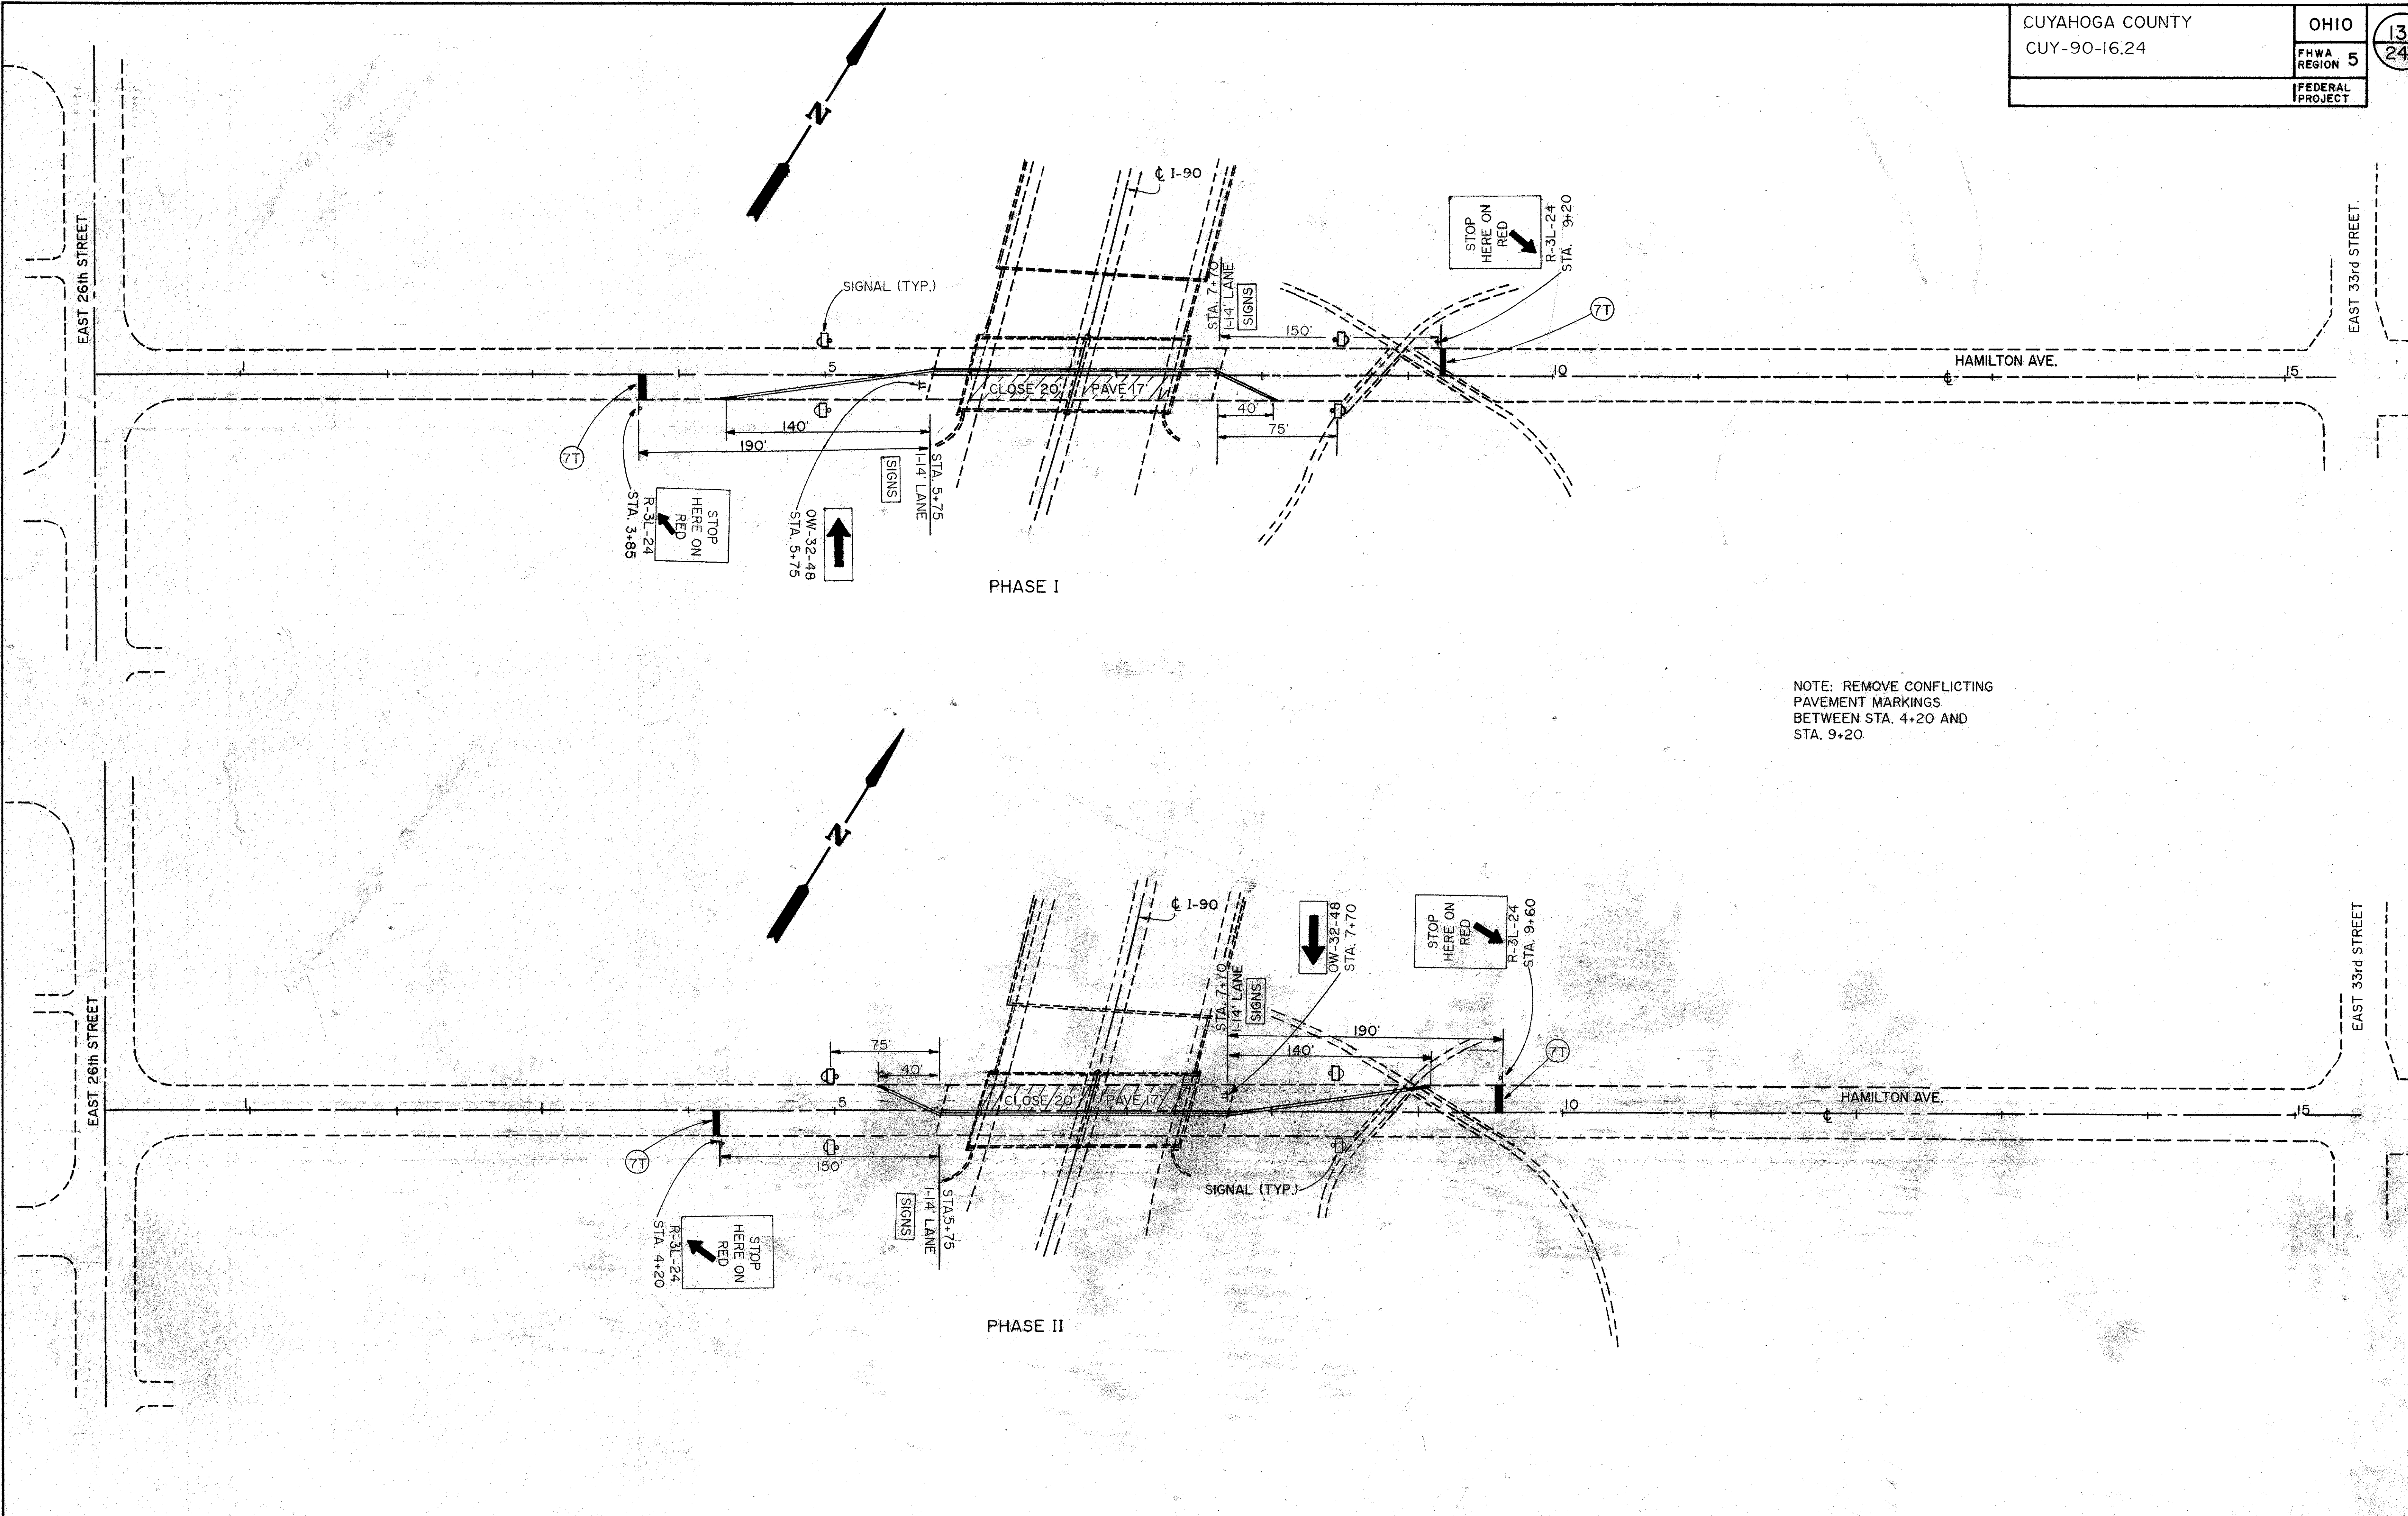 CUYAHOGA COUNTY
CUY-90-16.24
OHIO
FHWA
REGION 5
FEDERAL
PROJECT
13
24
N
EAST 26th STREET
SIGNAL (TYP.)
℄ I-90
STA. 7+70
1-14' LANE
SIGNS
STOP
HERE ON
RED
R-3L-24
STA. 9+20
7T
150'
EAST 33rd STREET.
1
5
10
15
HAMILTON AVE.
℄
CLOSE 20'
PAVE 17'
40'
75'
140'
190'
7T
STA. 5+75
1-14' LANE
SIGNS
STOP
HERE ON
RED
R-3L-24
STA. 3+85
OW-32-48
STA. 5+75
PHASE I
NOTE: REMOVE CONFLICTING
PAVEMENT MARKINGS
BETWEEN STA. 4+20 AND
STA. 9+20.
N
EAST 26th STREET
℄ I-90
OW-32-48
STA. 7+70
STOP
HERE ON
RED
R-3L-24
STA. 9+60
STA. 7+70
1-14' LANE
SIGNS
EAST 33rd STREET
190'
140'
75'
40'
7T
CLOSE 20'
PAVE 17'
1
5
10
15
HAMILTON AVE.
℄
7T
150'
SIGNAL (TYP.)
STA. 5+75
1-14' LANE
SIGNS
STOP
HERE ON
RED
R-3L-24
STA. 4+20
PHASE II